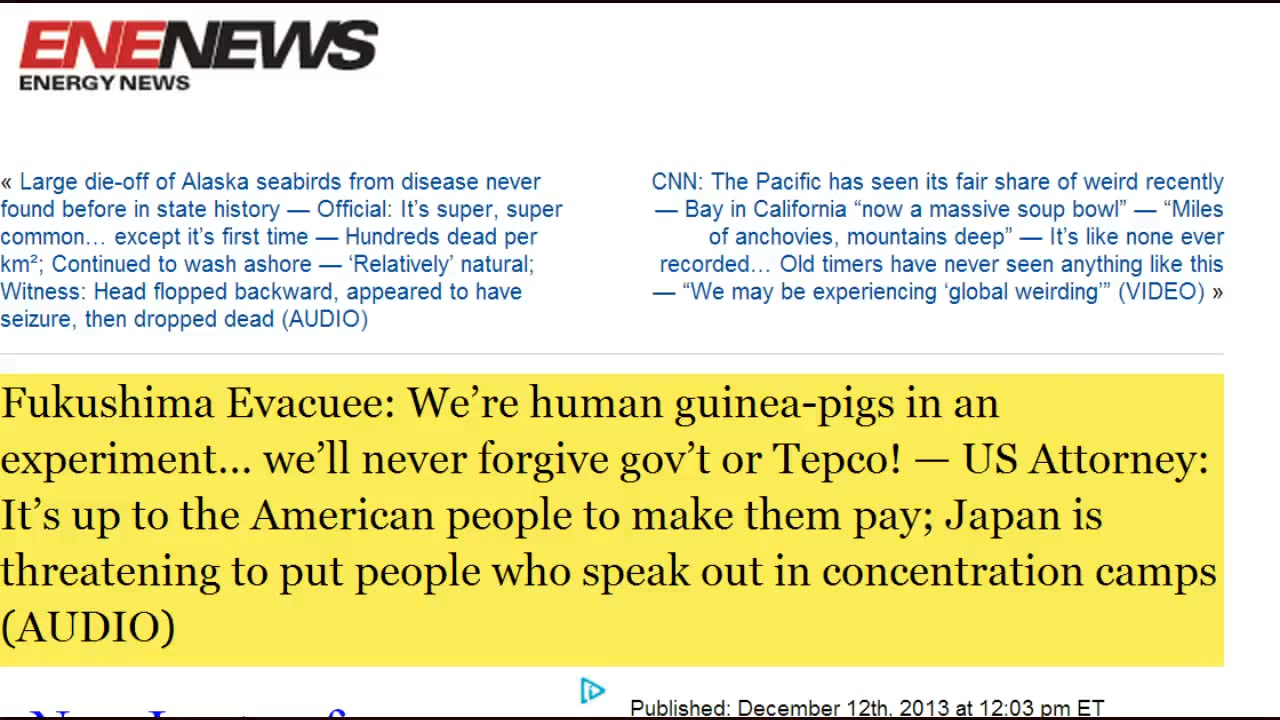 ENENEWS
ENERGY NEWS
« Large die-off of Alaska seabirds from disease never
found before in state history — Official: It’s super, super
common… except it’s first time — Hundreds dead per
km²; Continued to wash ashore — ‘Relatively’ natural;
Witness: Head flopped backward, appeared to have
seizure, then dropped dead (AUDIO)
CNN: The Pacific has seen its fair share of weird recently
— Bay in California “now a massive soup bowl” — “Miles
of anchovies, mountains deep” — It’s like none ever
recorded… Old timers have never seen anything like this
— “We may be experiencing ‘global weirding’” (VIDEO) »
Fukushima Evacuee: We’re human guinea-pigs in an
experiment… we’ll never forgive gov’t or Tepco! — US Attorney:
It’s up to the American people to make them pay; Japan is
threatening to put people who speak out in concentration camps
(AUDIO)
Published: December 12th, 2013 at 12:03 pm ET